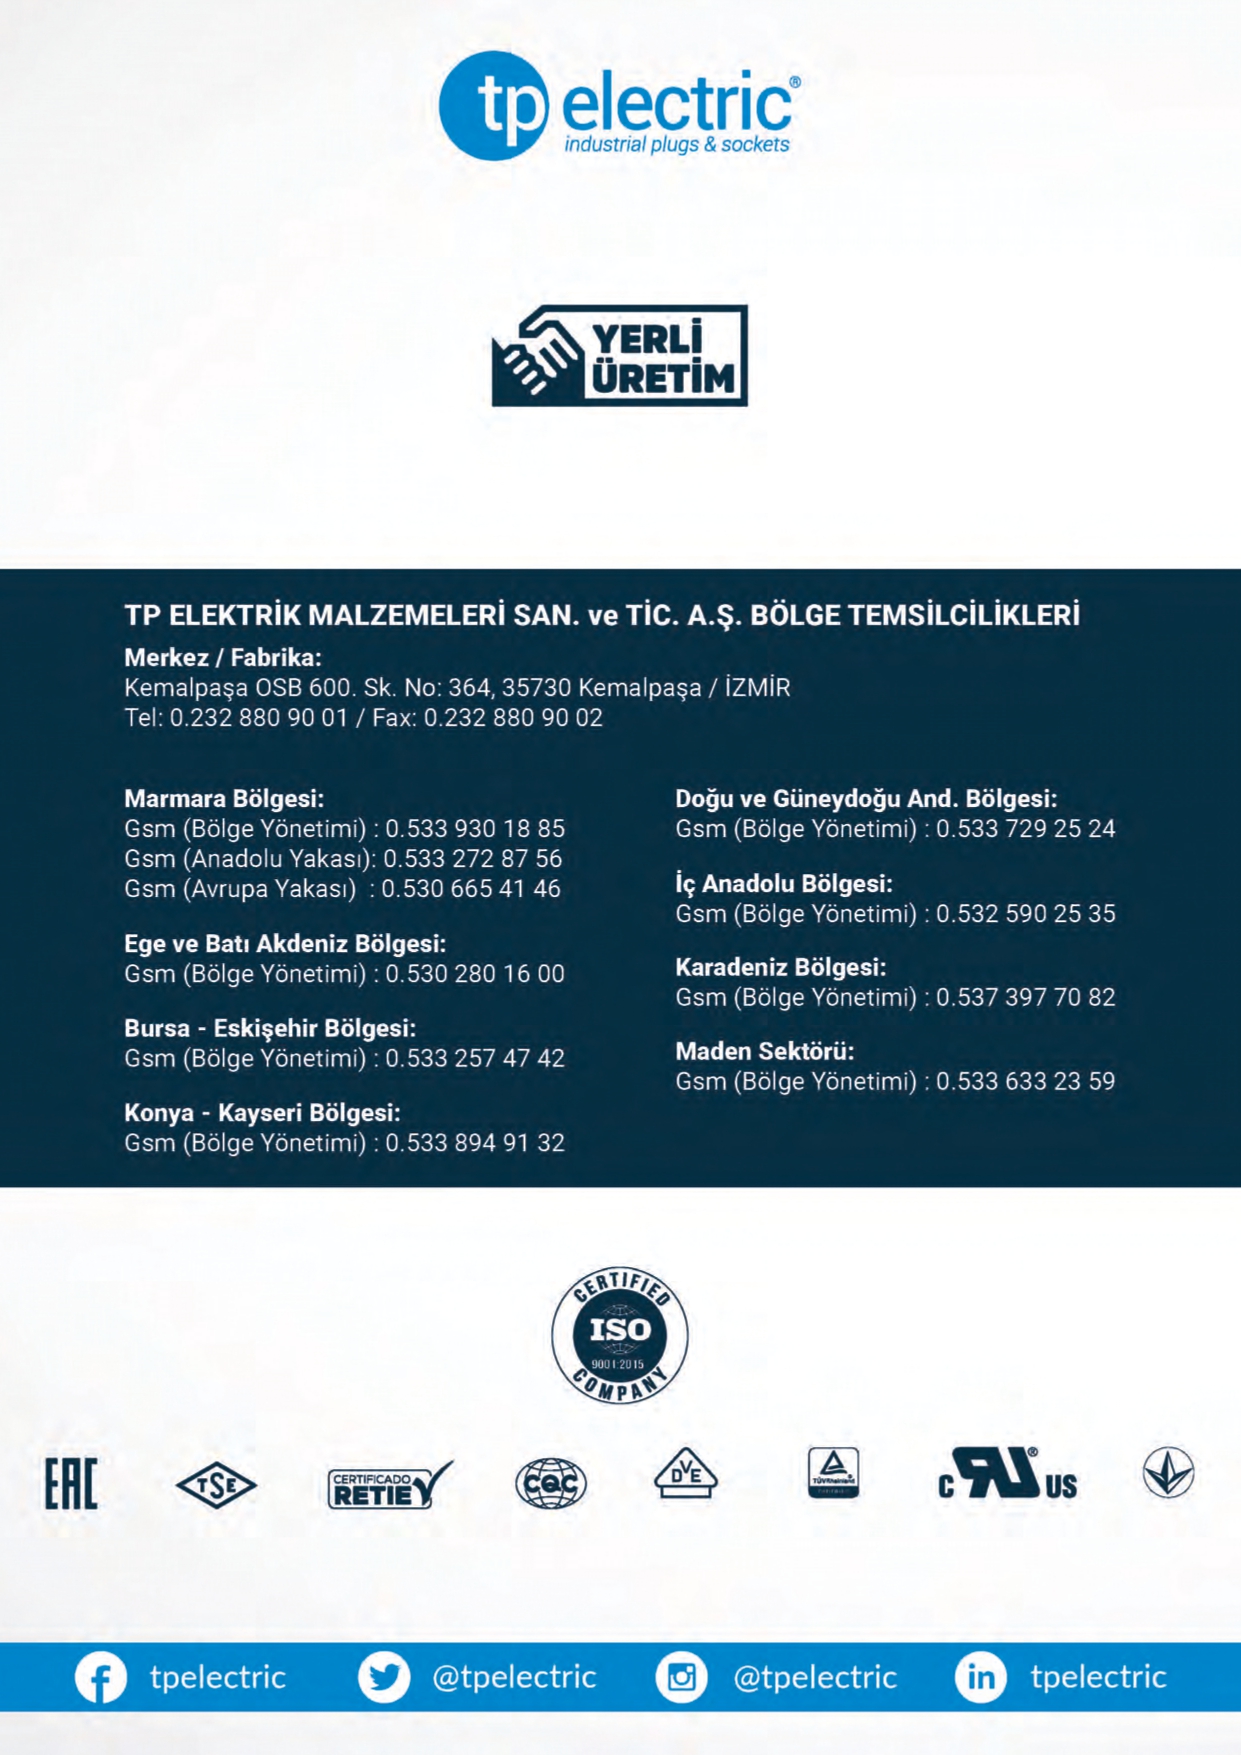 tp electric®
industrial plugs & sockets
YERLİ
ÜRETİM
TP ELEKTRİK MALZEMELERİ SAN. ve TİC. A.Ş. BÖLGE TEMSİLCİLİKLERİ
Merkez / Fabrika:
Kemalpaşa OSB 600. Sk. No: 364, 35730 Kemalpaşa / İZMİR
Tel: 0.232 880 90 01 / Fax: 0.232 880 90 02
Marmara Bölgesi:
Gsm (Bölge Yönetimi) : 0.533 930 18 85
Gsm (Anadolu Yakası): 0.533 272 87 56
Gsm (Avrupa Yakası) : 0.530 665 41 46
Ege ve Batı Akdeniz Bölgesi:
Gsm (Bölge Yönetimi) : 0.530 280 16 00
Bursa - Eskişehir Bölgesi:
Gsm (Bölge Yönetimi) : 0.533 257 47 42
Konya - Kayseri Bölgesi:
Gsm (Bölge Yönetimi) : 0.533 894 91 32
Doğu ve Güneydoğu And. Bölgesi:
Gsm (Bölge Yönetimi) : 0.533 729 25 24
İç Anadolu Bölgesi:
Gsm (Bölge Yönetimi) : 0.532 590 25 35
Karadeniz Bölgesi:
Gsm (Bölge Yönetimi) : 0.537 397 70 82
Maden Sektörü:
Gsm (Bölge Yönetimi) : 0.533 633 23 59
CERTIFIED
ISO
9001:2015
COMPANY
EAC
TSE
CERTIFICADO
RETIE
CQC
DVE
TÜVRheinland®
c RU® US
tpelectric
@tpelectric
@tpelectric
in tpelectric